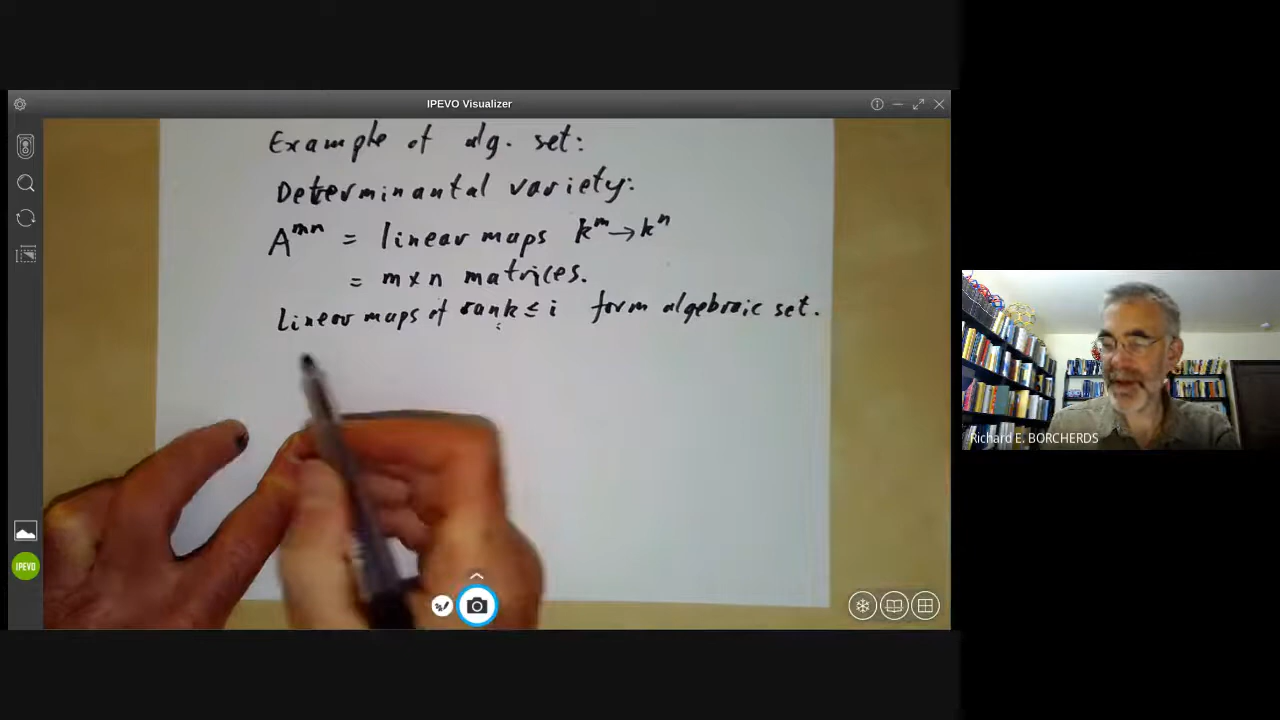 IPEVO Visualizer
Example of alg. set:
Determinantal variety:
A^mn = linear maps k^m → k^n
= m x n matrices.
Linear maps of rank ≤ i form algebraic set.
Richard E. BORCHERDS
IPEVO